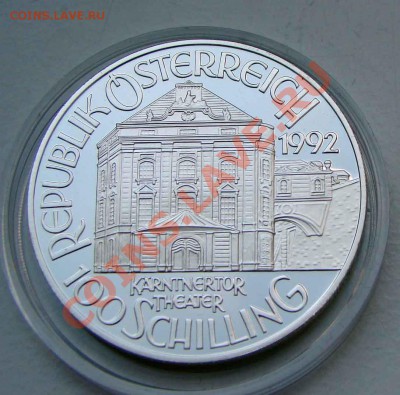 COINS.LAVE.RU
REPUBLIK ÖSTERREICH
1992
KÄRNTNERTOR
THEATER
100 SCHILLING
COINS.LAVE.RU